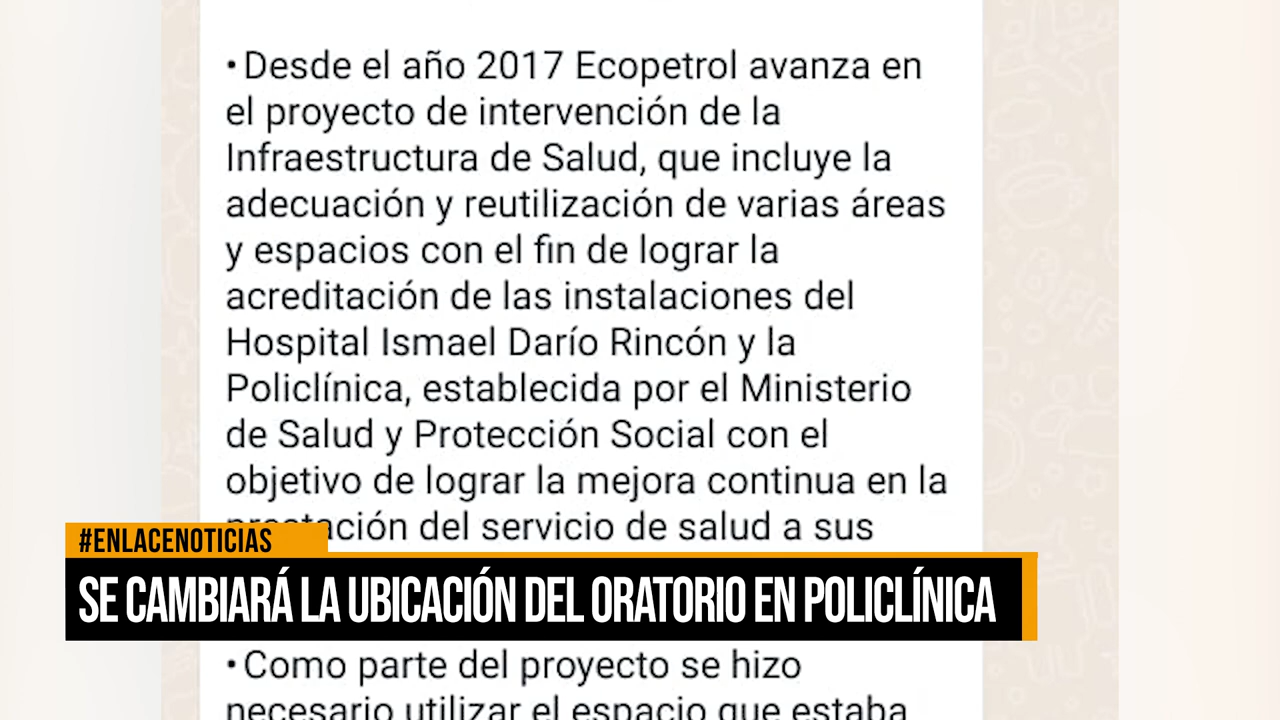 • Desde el año 2017 Ecopetrol avanza en
el proyecto de intervención de la
Infraestructura de Salud, que incluye la
adecuación y reutilización de varias áreas
y espacios con el fin de lograr la
acreditación de las instalaciones del
Hospital Ismael Darío Rincón y la
Policlínica, establecida por el Ministerio
de Salud y Protección Social con el
objetivo de lograr la mejora continua en la
prestación del servicio de salud a sus
#ENLACENOTICIAS
SE CAMBIARÁ LA UBICACIÓN DEL ORATORIO EN POLICLÍNICA
• Como parte del proyecto se hizo
necesario utilizar el espacio que estaba